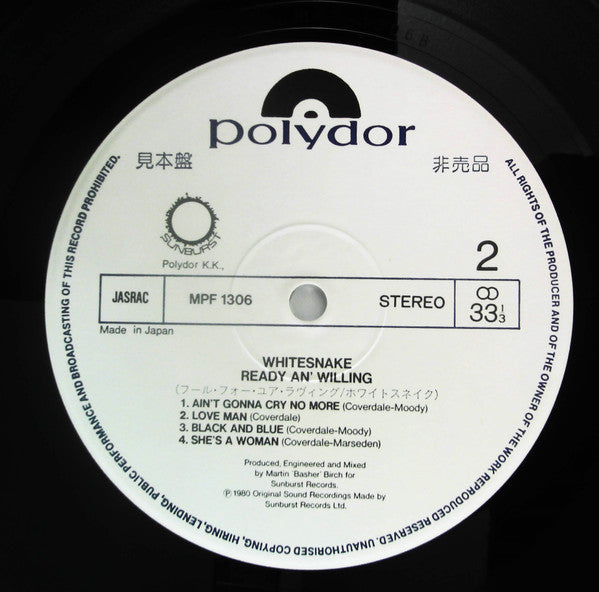 polydor
見本盤
非売品
SUNBURST
Polydor K.K.,
2
JASRAC
MPF 1306
STEREO
33 1/3
Made in Japan
WHITESNAKE
READY AN' WILLING
(フール・フォー・ユア・ラヴィング/ホワイトスネイク)
1. AIN'T GONNA CRY NO MORE (Coverdale-Moody)
2. LOVE MAN (Coverdale)
3. BLACK AND BLUE (Coverdale-Moody)
4. SHE'S A WOMAN (Coverdale-Marseden)
Produced, Engineered and Mixed
by Martin 'Basher' Birch for
Sunburst Records.
℗ 1980 Original Sound Recordings Made by
Sunburst Records Ltd.
ALL RIGHTS OF THE PRODUCER AND OF THE OWNER OF THE WORK REPRODUCED RESERVED. UNAUTHORISED COPYING, HIRING, LENDING, PUBLIC PERFORMANCE AND BROADCASTING OF THIS RECORD PROHIBITED.